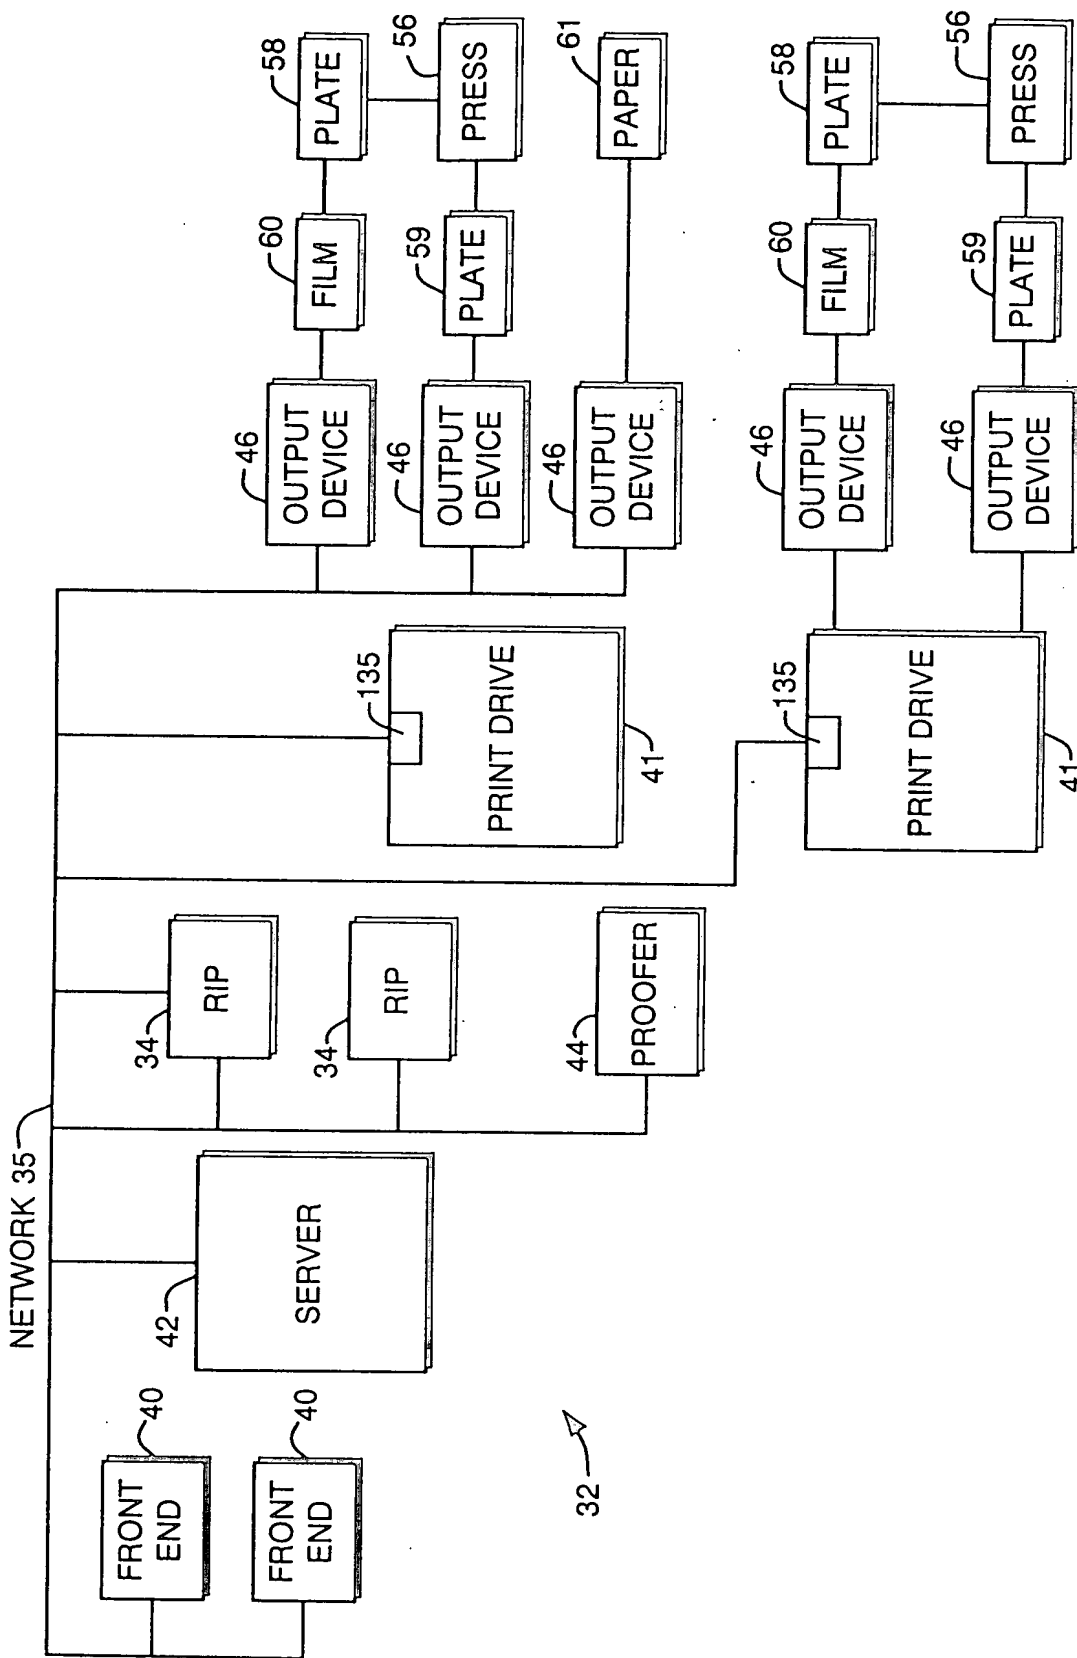 NETWORK 35
FRONT
END
40
FRONT
END
40
42
SERVER
32
34
RIP
34
RIP
44
PROOFER
135
PRINT DRIVE
41
135
PRINT DRIVE
41
46
OUTPUT
DEVICE
60
FILM
58
PLATE
46
OUTPUT
DEVICE
59
PLATE
56
PRESS
46
OUTPUT
DEVICE
61
PAPER
46
OUTPUT
DEVICE
60
FILM
58
PLATE
46
OUTPUT
DEVICE
59
PLATE
56
PRESS